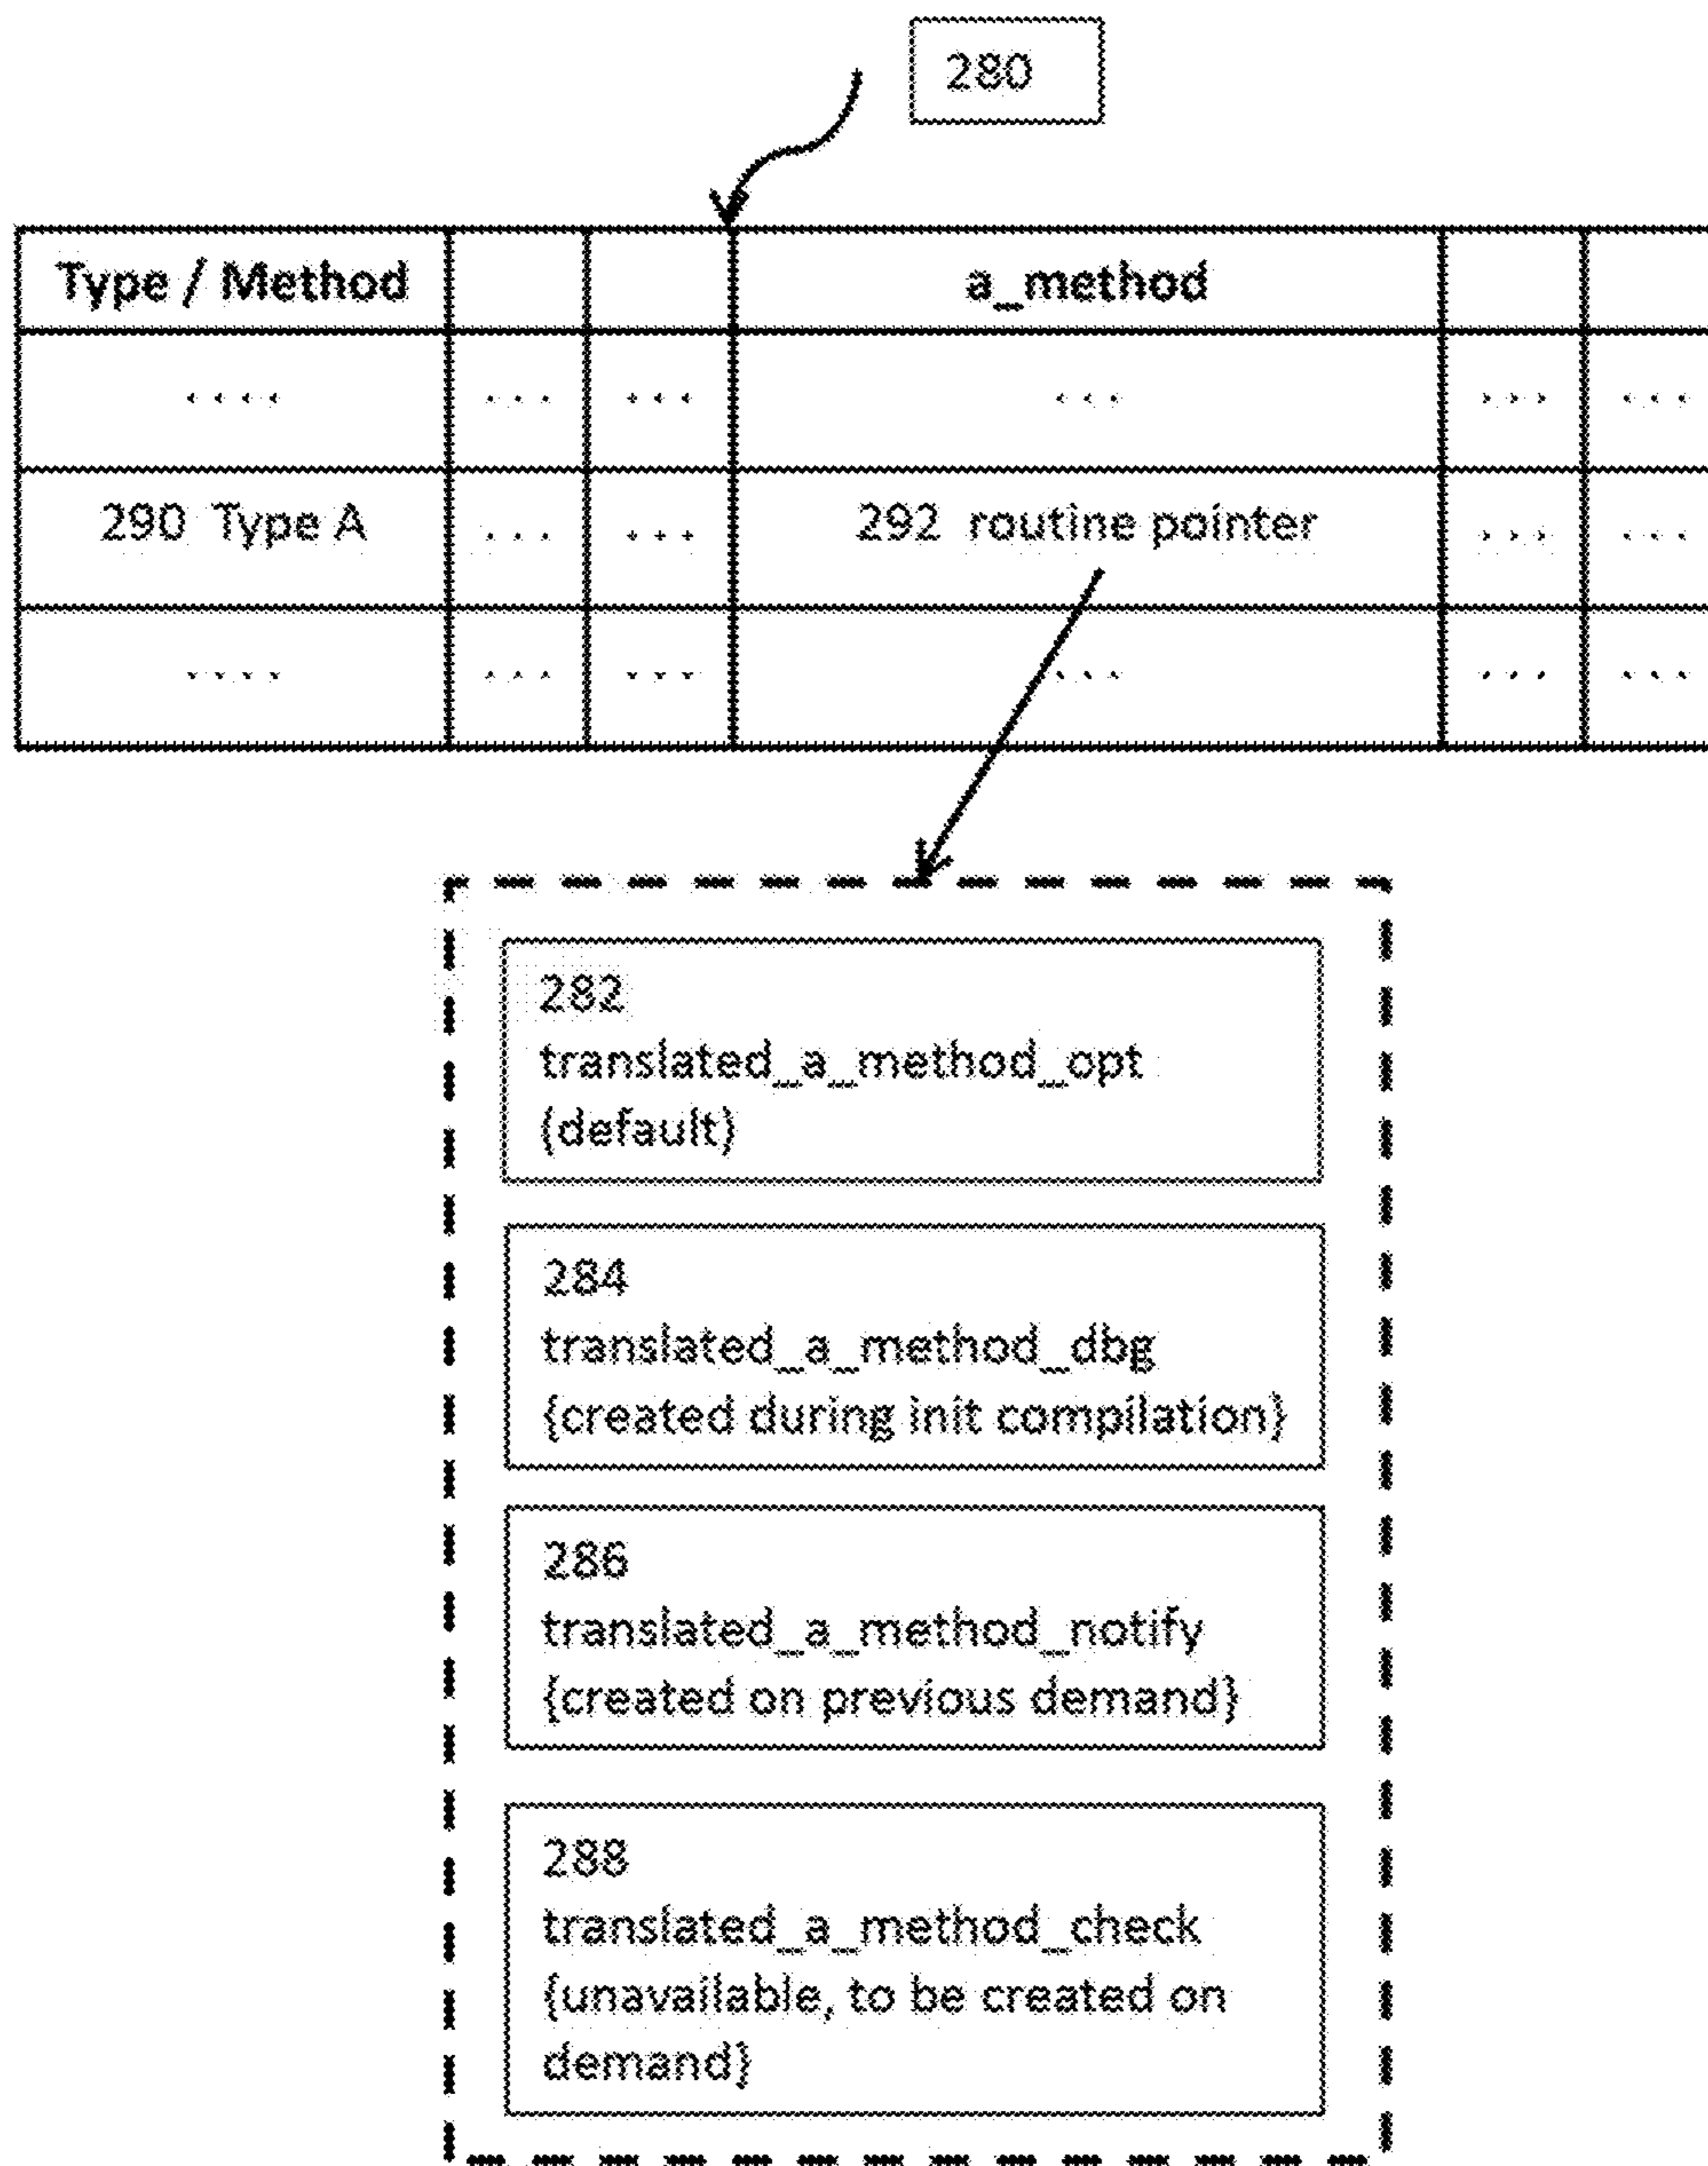 280
Type / Method a_method
.... ... ... ... ... ...
290 Type A ... ... 292 routine pointer ... ...
.... ... ... ... ... ...
282
translated_a_method_opt
(default)
284
translated_a_method_dbg
{created during init compilation}
286
translated_a_method_notify
{created on previous demand}
288
translated_a_method_check
{unavailable, to be created on
demand}